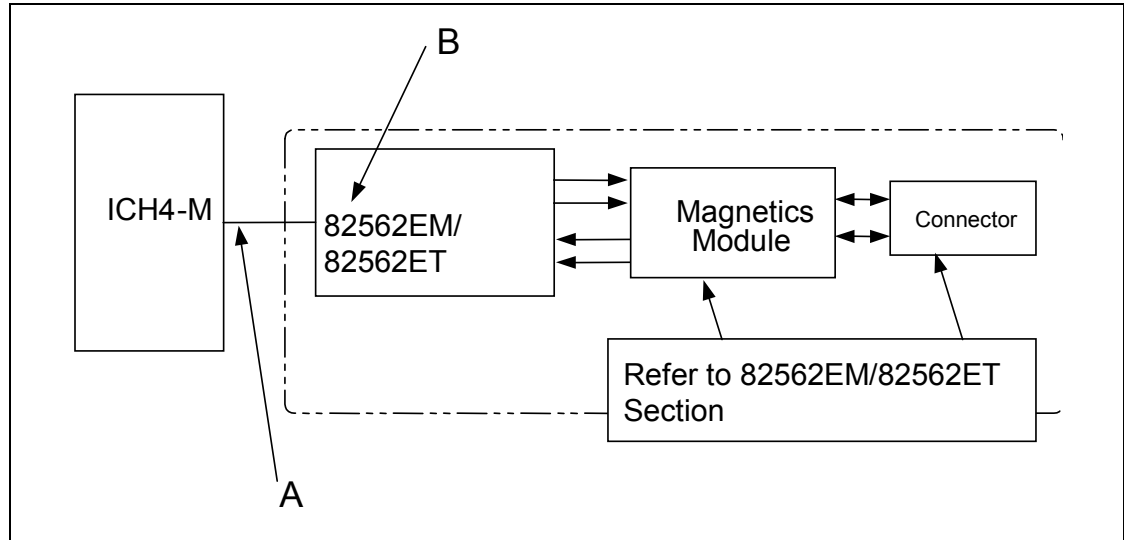 B
ICH4-M
82562EM/
82562ET
Magnetics
Module
Connector
Refer to 82562EM/82562ET
Section
A